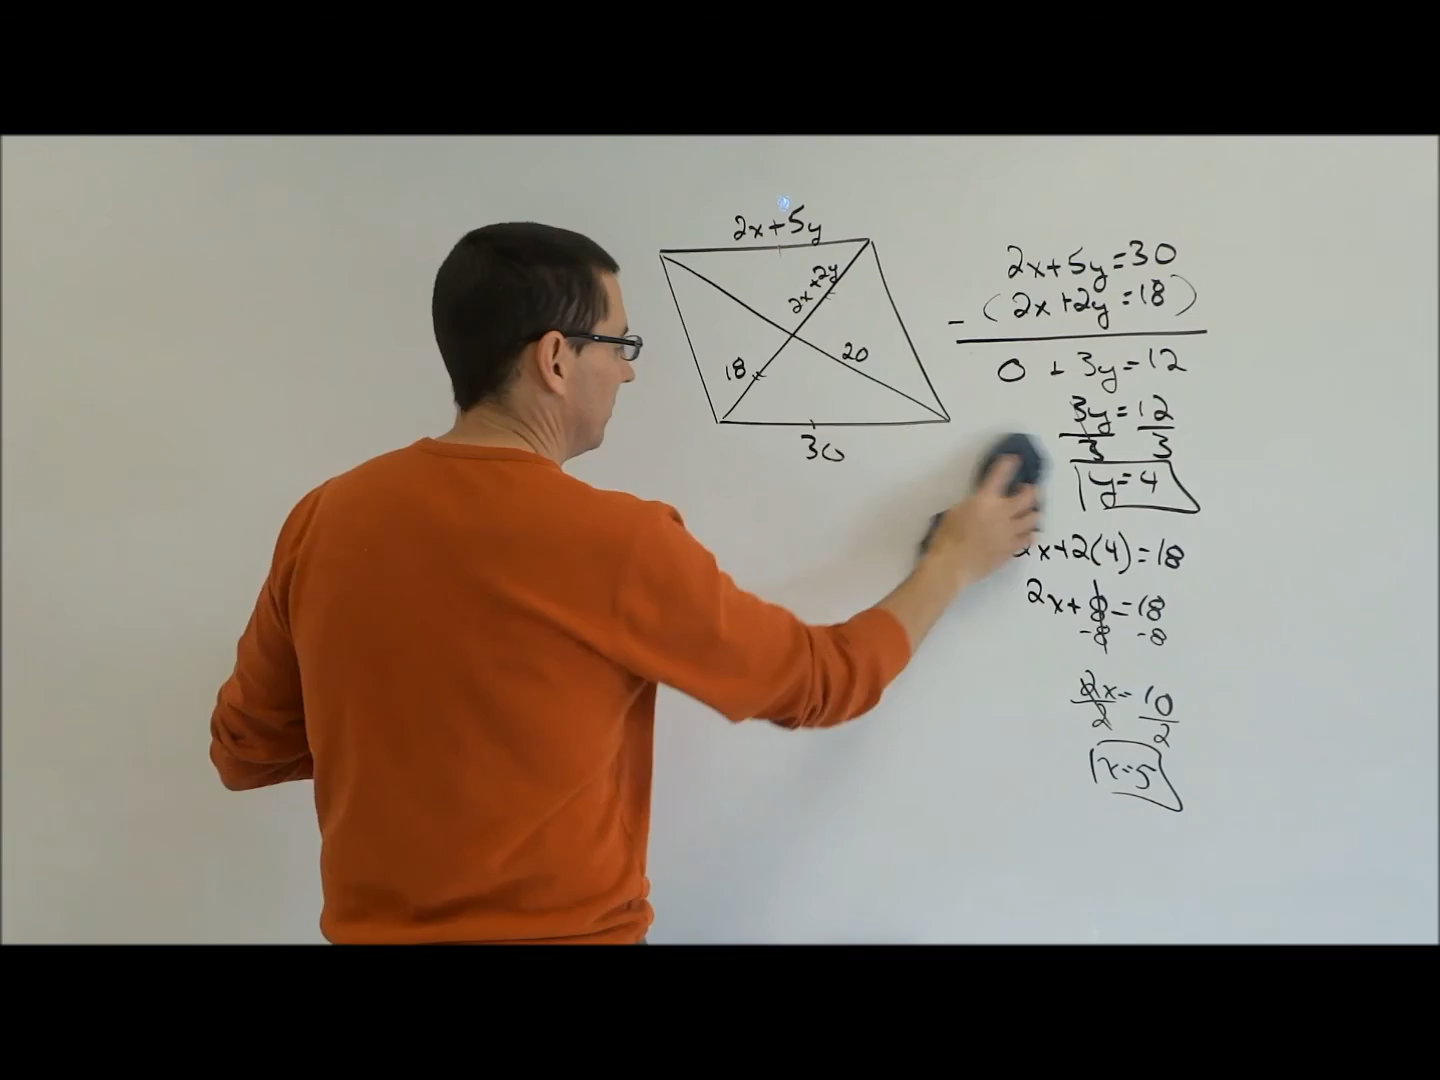 2x+5y
2x+2y
18
20
30
2x+5y=30
-(2x+2y=18)
0 + 3y=12
3y=12
3 3
y=4
2x+2(4)=18
2x+8=18
-8 -8
2x=10
2 2
x=5